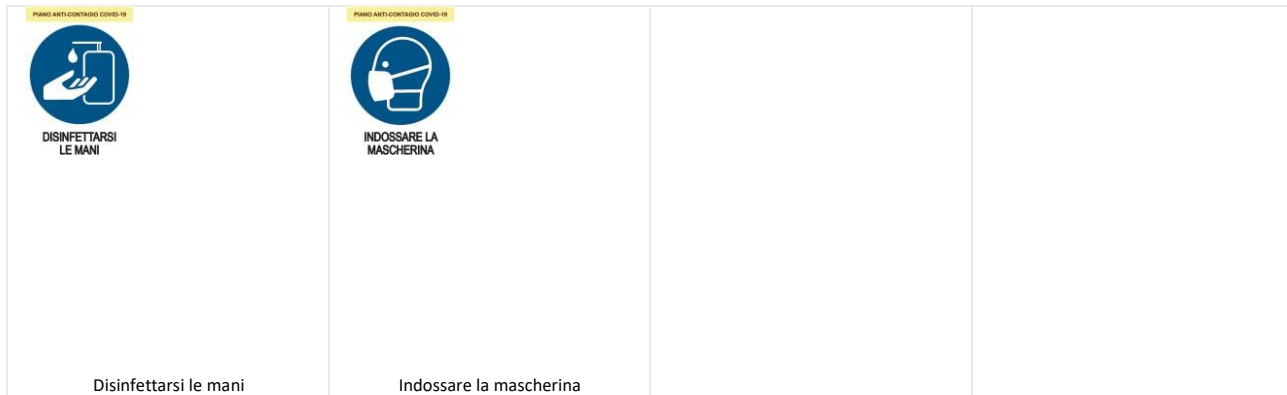 PIANO ANTI-CONTAGIO COVID-19
DISINFETTARSI
LE MANI
Disinfettarsi le mani
PIANO ANTI-CONTAGIO COVID-19
INDOSSARE LA
MASCHERINA
Indossare la mascherina